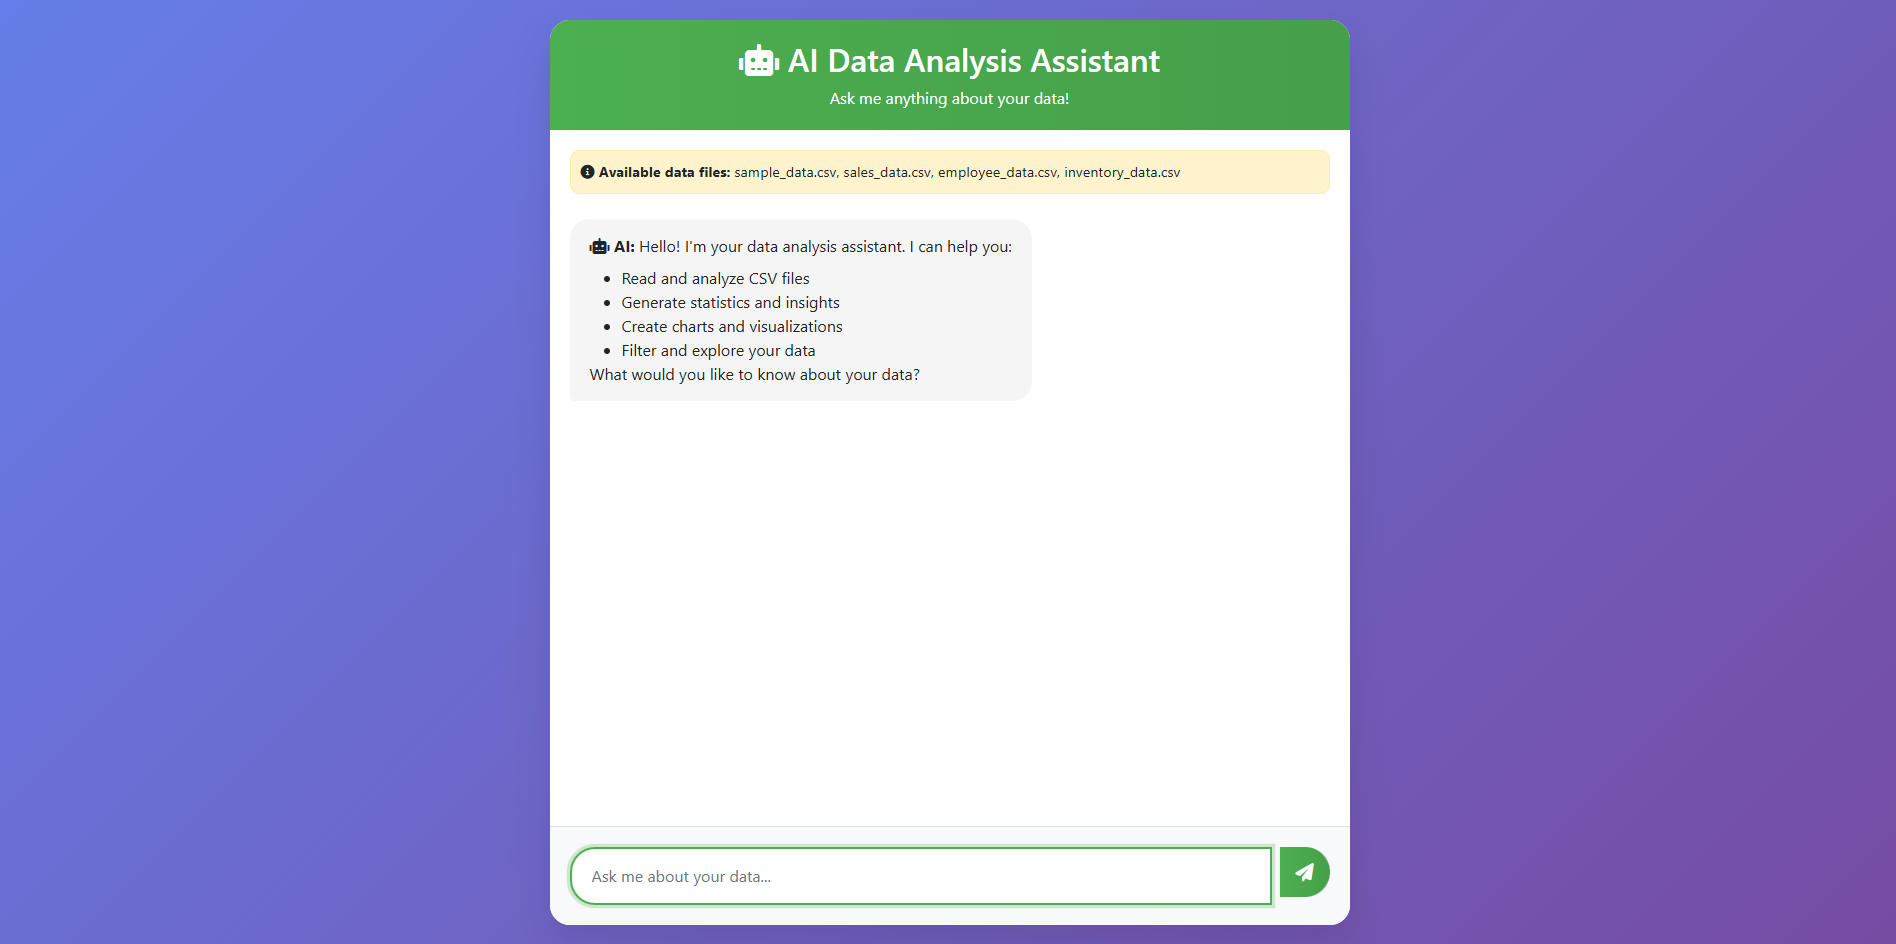 AI Data Analysis Assistant
Ask me anything about your data!
Available data files: sample_data.csv, sales_data.csv, employee_data.csv, inventory_data.csv
AI: Hello! I'm your data analysis assistant. I can help you:
• Read and analyze CSV files
• Generate statistics and insights
• Create charts and visualizations
• Filter and explore your data
What would you like to know about your data?
Ask me about your data...